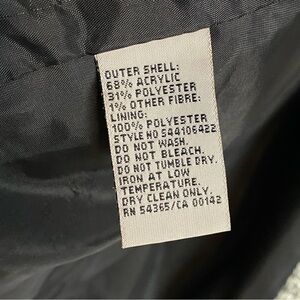 OUTER SHELL:
68% ACRYLIC
31% POLYESTER
1% OTHER FIBRE:
LINING:
100% POLYESTER
STYLE NO 544106422
DO NOT WASH.
DO NOT BLEACH.
DO NOT TUMBLE DRY.
IRON AT LOW
TEMPERATURE.
DRY CLEAN ONLY.
RN 54365/CA 00142